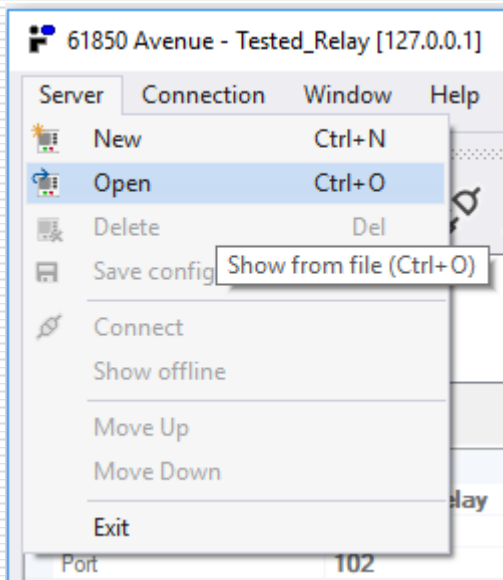 61850 Avenue - Tested_Relay [127.0.0.1]
Server Connection Window Help
New Ctrl+N
Open Ctrl+O
Delete Del
Save config
Show from file (Ctrl+O)
Connect
Show offline
Move Up
Move Down
Exit
Port 102